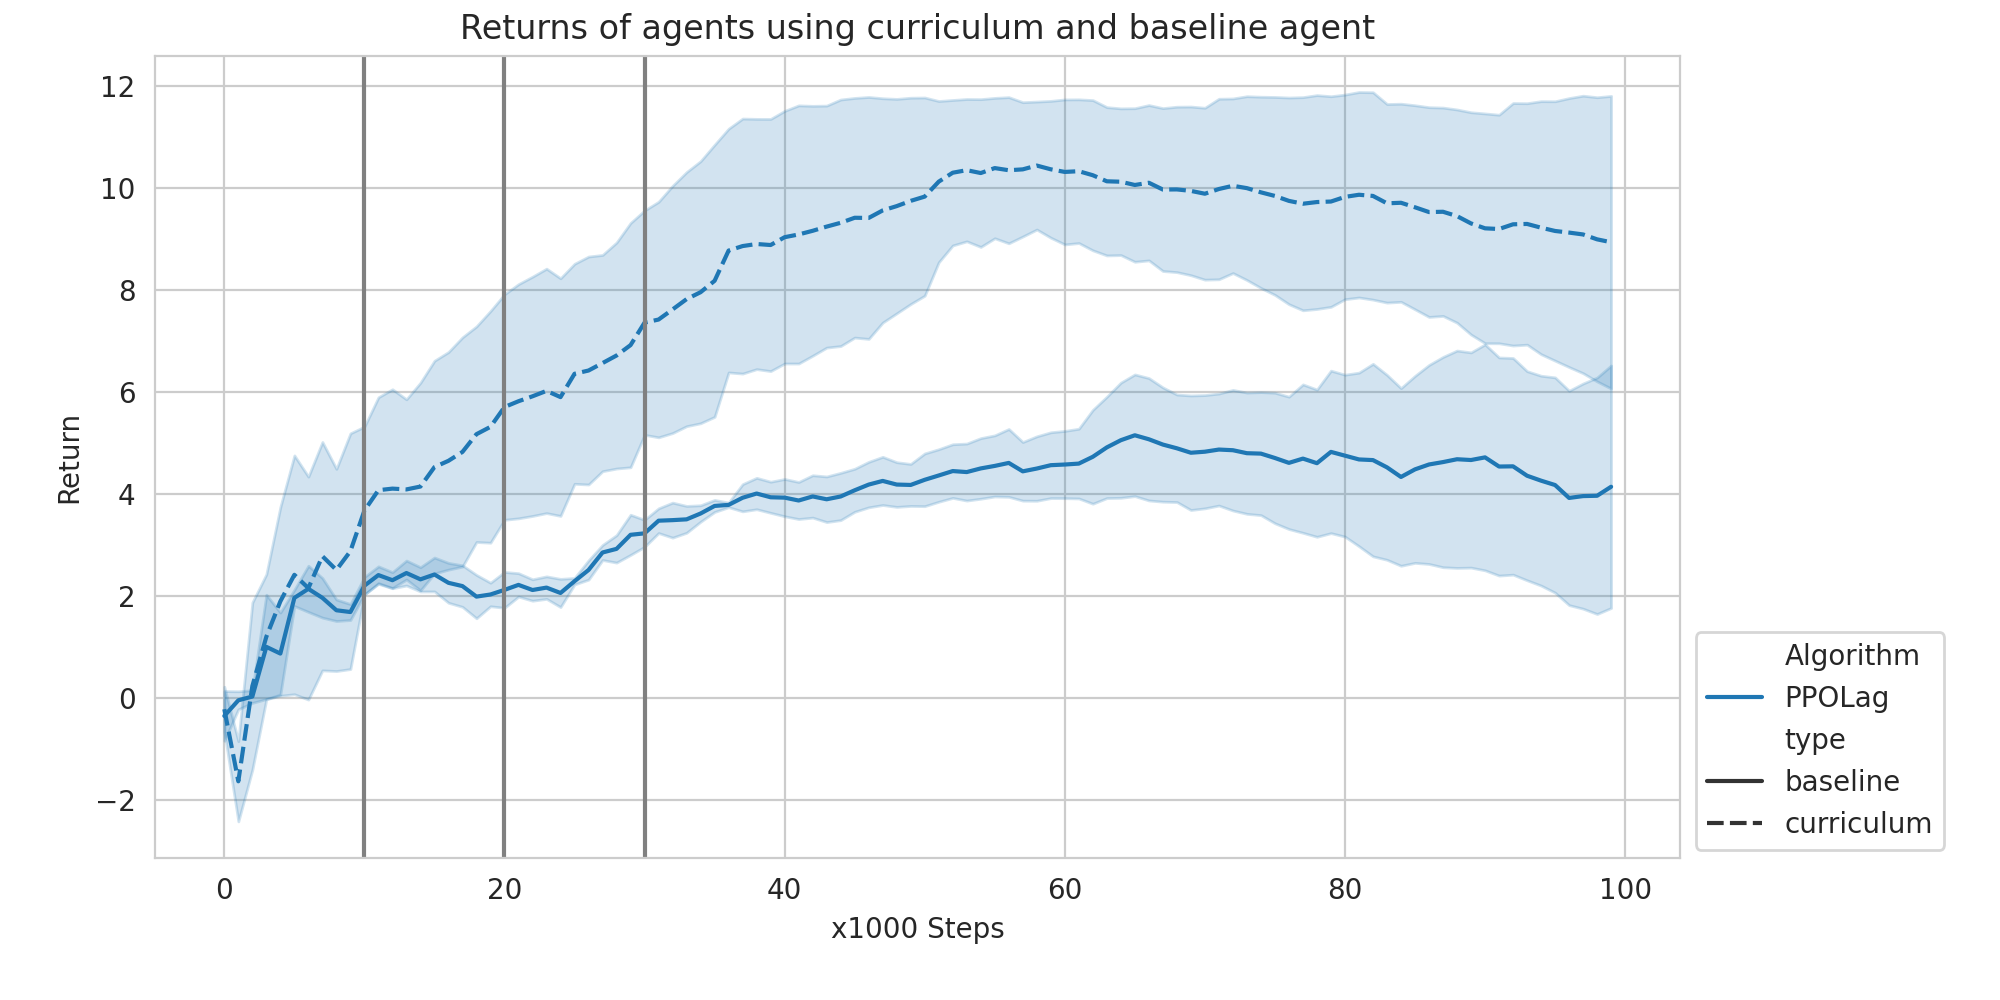 Returns of agents using curriculum and baseline agent
12
10
8
6
4
2
0
−2
Return
0 20 40 60 80 100
x1000 Steps
Algorithm
PPOLag
type
baseline
curriculum